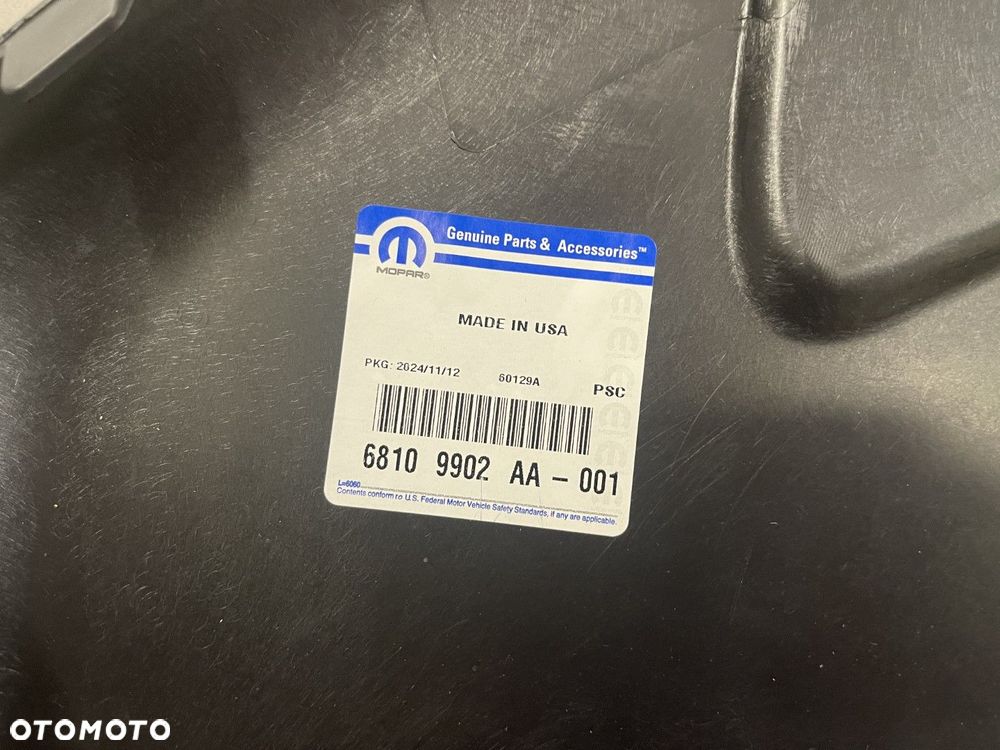 Genuine Parts & Accessories™
MOPAR®
MADE IN USA
PKG: 2024/11/12 60129A PSC
6810 9902 AA - 001
L=6060
Contents conform to U.S. Federal Motor Vehicle Safety Standards, if any are applicable.
OTOMOTO